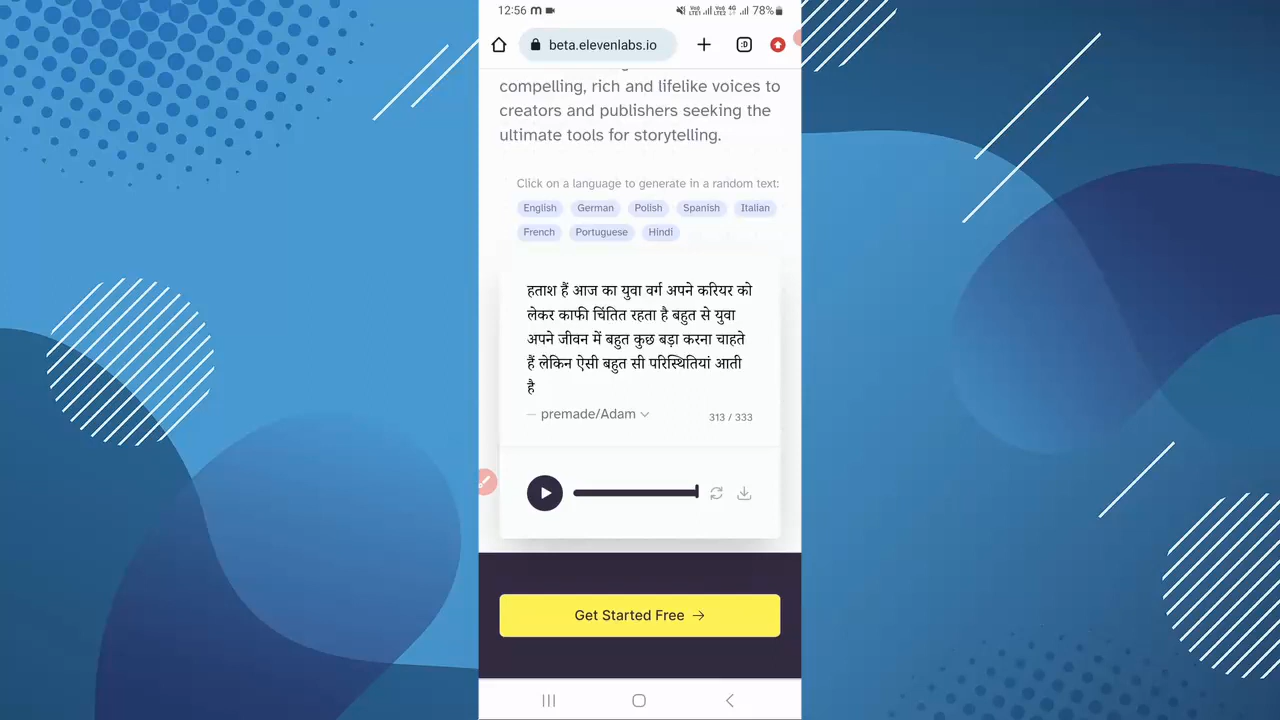 12:56 m 78%
beta.elevenlabs.io
:D
compelling, rich and lifelike voices to
creators and publishers seeking the
ultimate tools for storytelling.
Click on a language to generate in a random text:
English German Polish Spanish Italian
French Portuguese Hindi
हताश हैं आज का युवा वर्ग अपने करियर को
लेकर काफी चिंतित रहता है बहुत से युवा
अपने जीवन में बहुत कुछ बड़ा करना चाहते
हैं लेकिन ऐसी बहुत सी परिस्थितियां आती
है
— premade/Adam 313 / 333
Get Started Free →